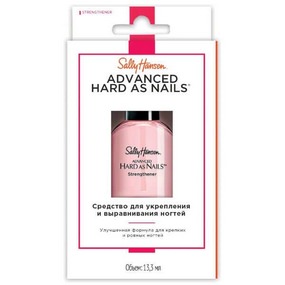 STRENGTHENER
Sally Hansen
ADVANCED
HARD AS NAILS®
Sally Hansen
ADVANCED
HARD AS NAILS™
Strengthener
Средство для укрепления
и выравнивания ногтей
Улучшенная формула для крепких
и ровных ногтей
Объем: 13,3 мл